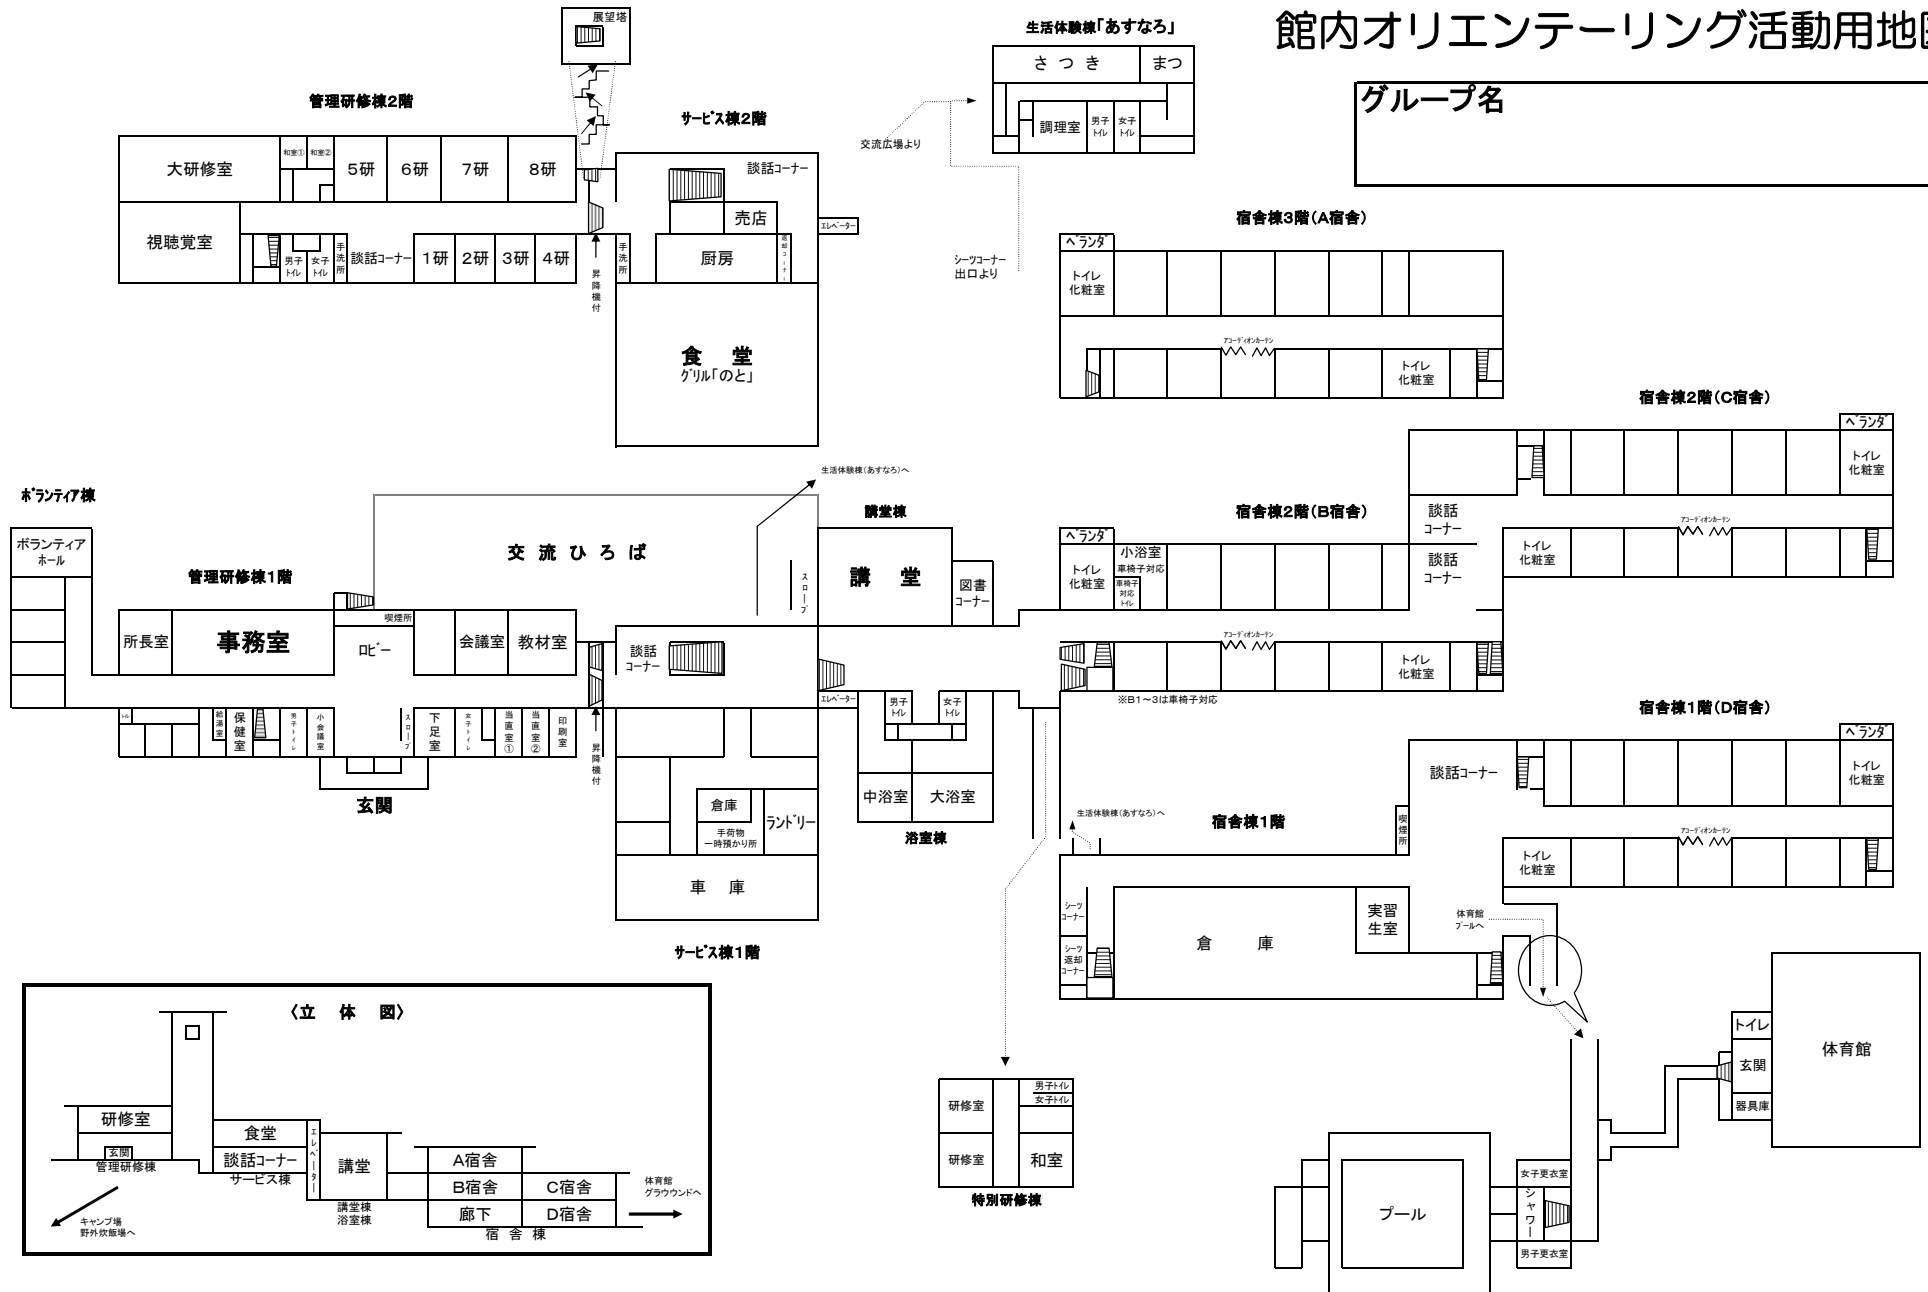 館内オリエンテーリング活動用地図
グループ名
展望塔
生活体験棟「あすなろ」
さつき
まつ
調理室
男子
トイレ
女子
トイレ
交流広場より
シーツコーナー
出口より
管理研修棟2階
大研修室
和室①
和室②
5研
6研
7研
8研
視聴覚室
男子
トイレ
女子
トイレ
手洗所
談話コーナー
1研
2研
3研
4研
昇降機付
サービス棟2階
談話コーナー
売店
エレベーター
手洗所
厨房
返却コーナー
食堂
グリル「のと」
宿舎棟3階(A宿舎)
ベランダ
トイレ
化粧室
アコーディオンカーテン
トイレ
化粧室
宿舎棟2階(C宿舎)
ベランダ
トイレ
化粧室
談話
コーナー
アコーディオンカーテン
トイレ
化粧室
宿舎棟2階(B宿舎)
ベランダ
トイレ
化粧室
小浴室
車椅子対応
車椅子
対応
トイレ
談話
コーナー
アコーディオンカーテン
トイレ
化粧室
※B1~3は車椅子対応
ボランティア棟
ボランティア
ホール
管理研修棟1階
所長室
事務室
喫煙所
ロビー
会議室
教材室
トイレ
給湯室
保健室
男子トイレ
小会議室
スロープ
下足室
女子トイレ
当直室①
当直室②
印刷室
玄関
昇降機付
交流ひろば
生活体験棟(あすなろ)へ
スロープ
談話
コーナー
エレベーター
倉庫
手荷物
一時預かり所
ランドリー
車庫
サービス棟1階
講堂棟
講堂
図書
コーナー
男子
トイレ
女子
トイレ
中浴室
大浴室
浴室棟
宿舎棟1階(D宿舎)
ベランダ
トイレ
化粧室
談話コーナー
アコーディオンカーテン
トイレ
化粧室
生活体験棟(あすなろ)へ
宿舎棟1階
喫煙所
シーツ
コーナー
シーツ
返却
コーナー
倉庫
実習
生室
体育館
プールへ
トイレ
玄関
器具庫
体育館
女子更衣室
シャワー
男子更衣室
プール
研修室
研修室
男子トイレ
女子トイレ
和室
特別研修棟
〈立体図〉
研修室
玄関
管理研修棟
食堂
談話コーナー
サービス棟
エレベーター
講堂
講堂棟
浴室棟
A宿舎
B宿舎
C宿舎
廊下
D宿舎
宿舎棟
体育館
グラウウンドへ
キャンプ場
野外炊飯場へ